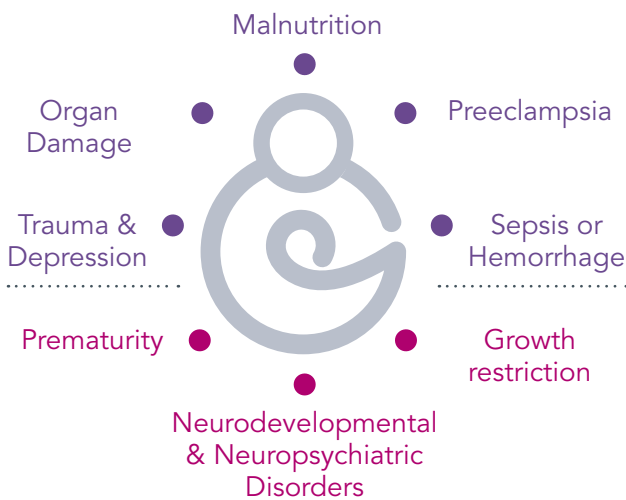 Malnutrition
Organ
Damage
Preeclampsia
Trauma &
Depression
Sepsis or
Hemorrhage
Prematurity
Growth
restriction
Neurodevelopmental
& Neuropsychiatric
Disorders